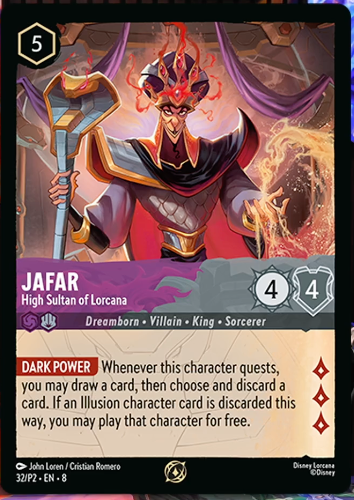 5
JAFAR
High Sultan of Lorcana
4
4
Dreamborn • Villain • King • Sorcerer
DARK POWER Whenever this character quests,
you may draw a card, then choose and discard a
card. If an Illusion character card is discarded this
way, you may play that character for free.
John Loren / Cristian Romero
32/P2 • EN • 8
Disney Lorcana
©Disney